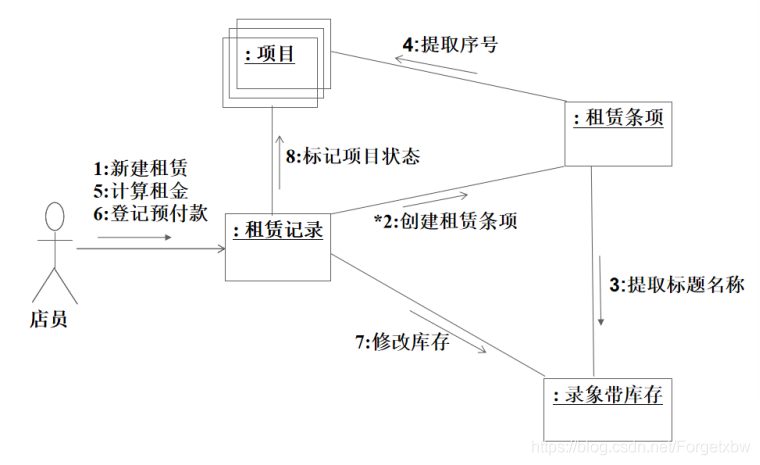 : 项目
4:提取序号
: 租赁条项
8:标记项目状态
1:新建租赁
5:计算租金
6:登记预付款
: 租赁记录
*2:创建租赁条项
3:提取标题名称
店员
7:修改库存
: 录象带库存
https://blog.csdn.net/Forgetxbw